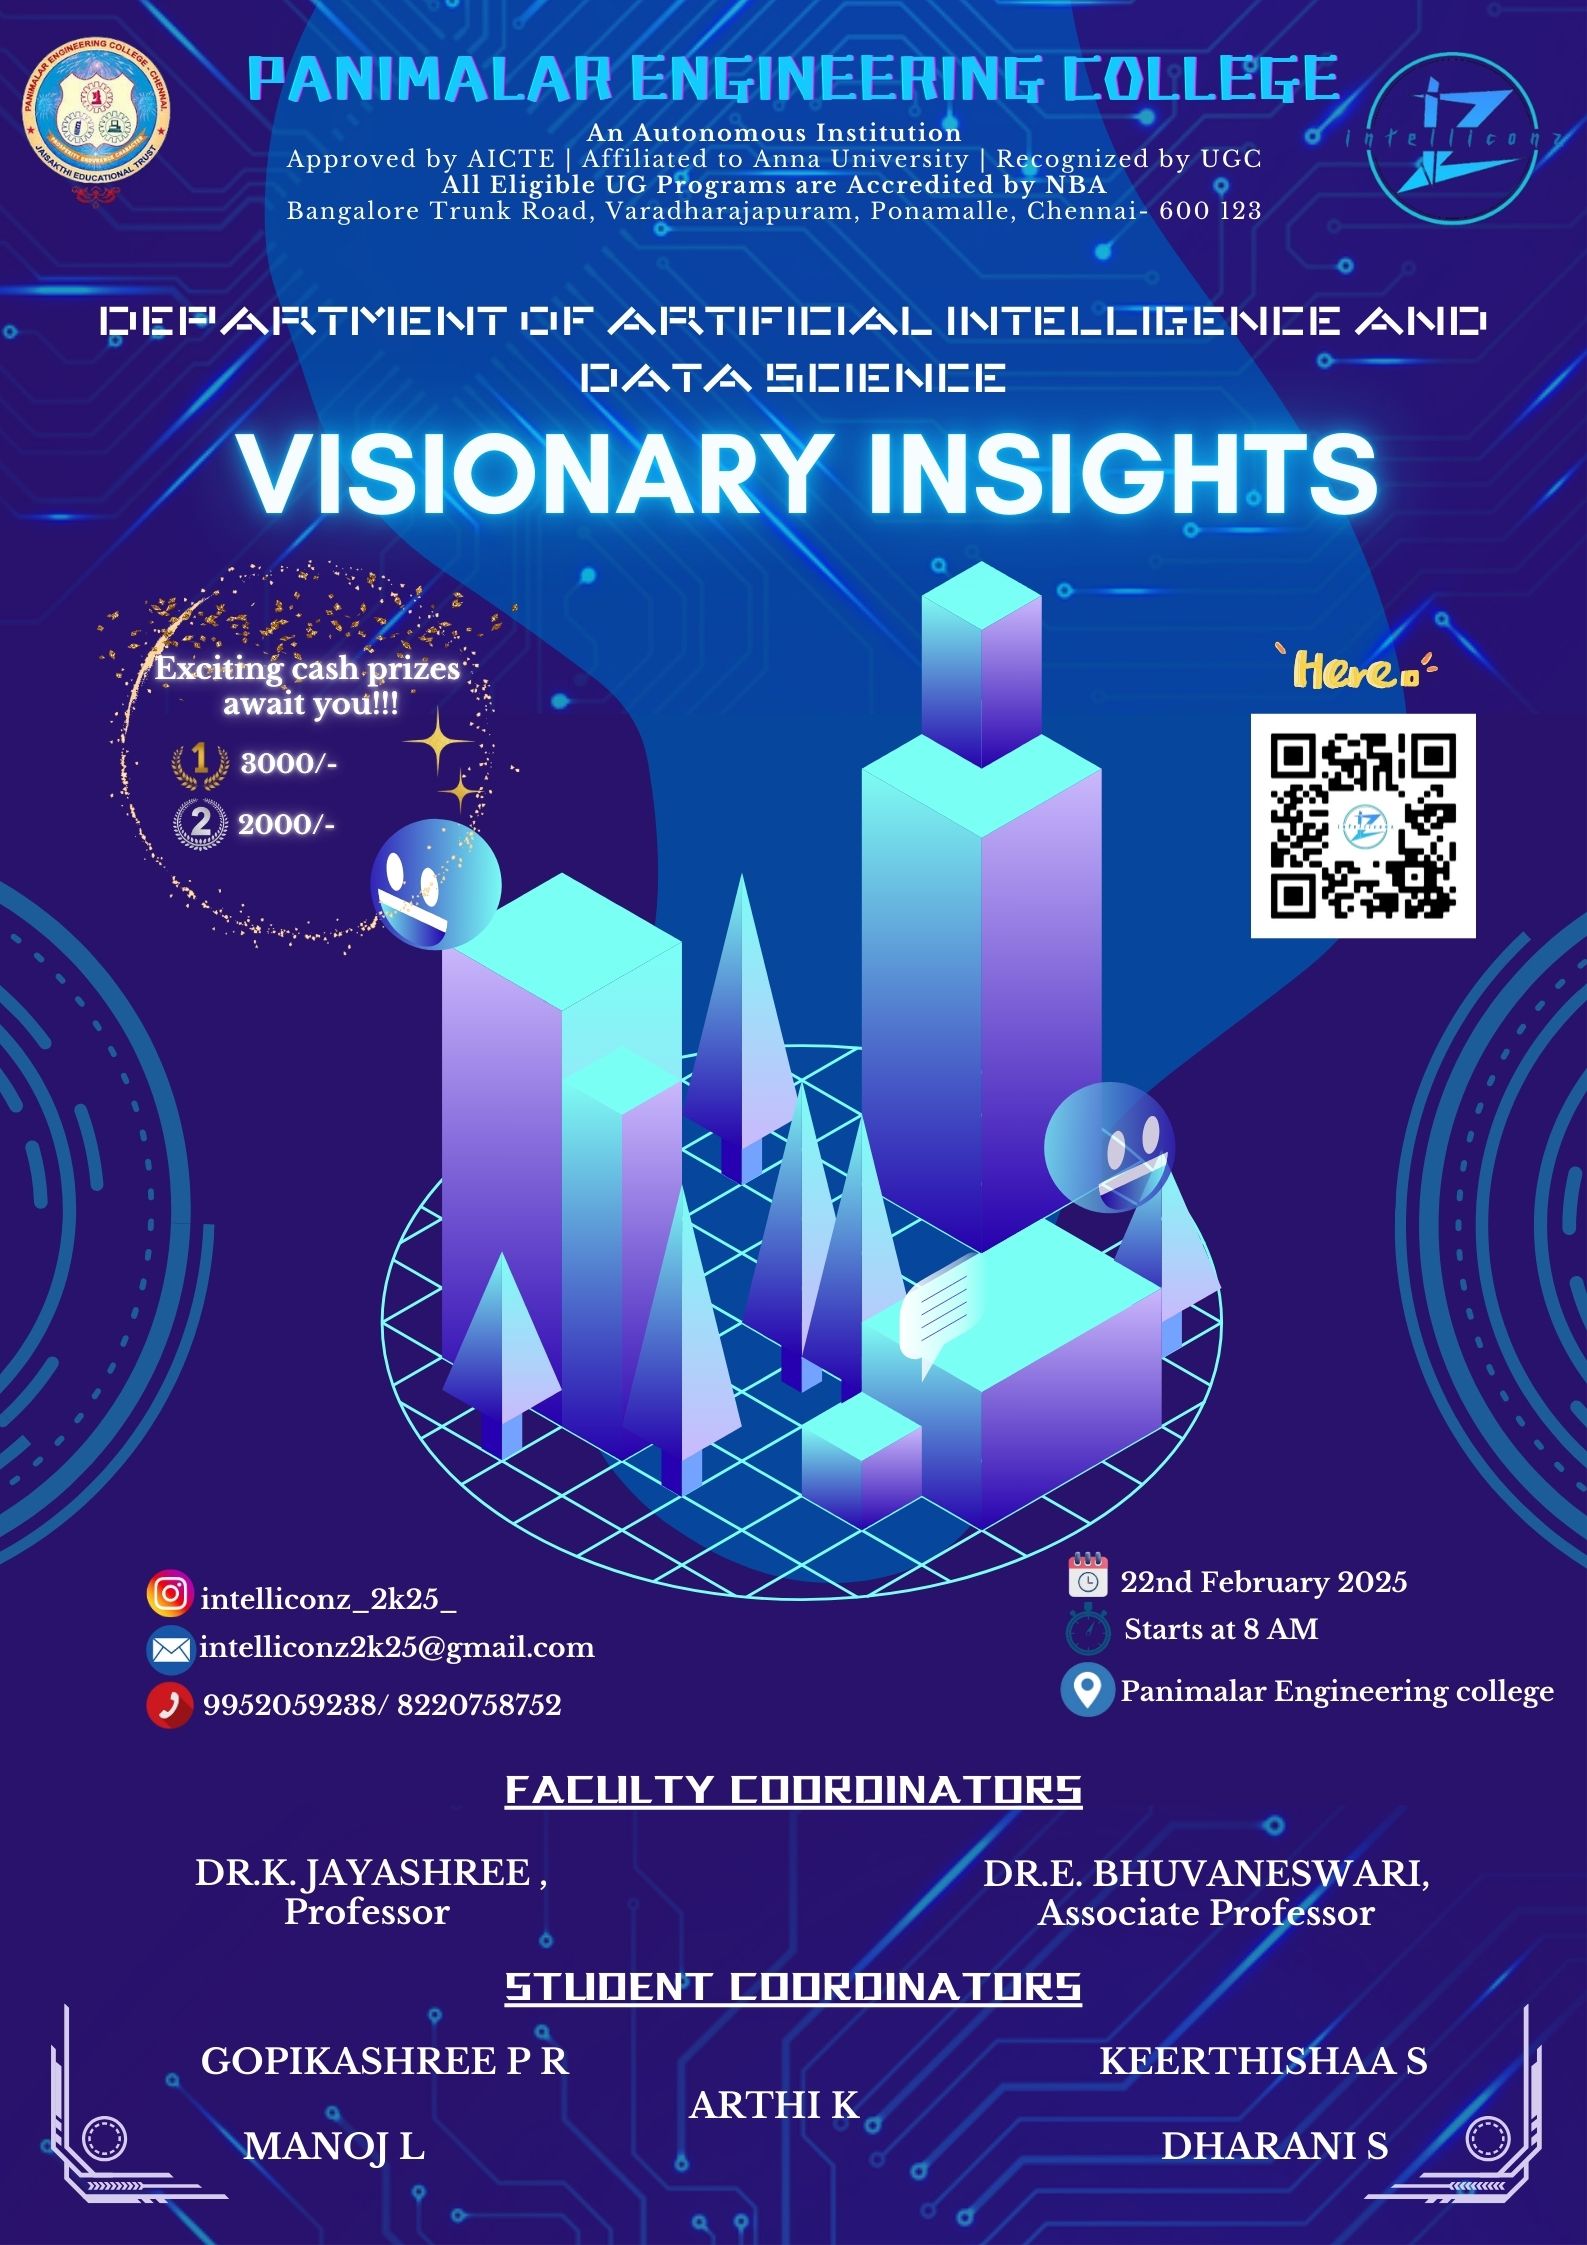 PANIMALAR ENGINEERING COLLEGE - CHENNAI
PROSPERITY ENDURANCE CHARACTER
JAISAKTHI EDUCATIONAL TRUST
PANIMALAR ENGINEERING COLLEGE
An Autonomous Institution
Approved by AICTE | Affiliated to Anna University | Recognized by UGC
All Eligible UG Programs are Accredited by NBA
Bangalore Trunk Road, Varadharajapuram, Ponamalle, Chennai- 600 123
intelliconz
DEPARTMENT OF ARTIFICIAL INTELLIGENCE AND
DATA SCIENCE
VISIONARY INSIGHTS
Exciting cash prizes
await you!!!
1 3000/-
2 2000/-
Here
intelliconz_2k25_
intelliconz2k25@gmail.com
9952059238/ 8220758752
22nd February 2025
Starts at 8 AM
Panimalar Engineering college
FACULTY COORDINATORS
DR.K. JAYASHREE ,
Professor
DR.E. BHUVANESWARI,
Associate Professor
STUDENT COORDINATORS
GOPIKASHREE P R
KEERTHISHAA S
ARTHI K
MANOJ L
DHARANI S